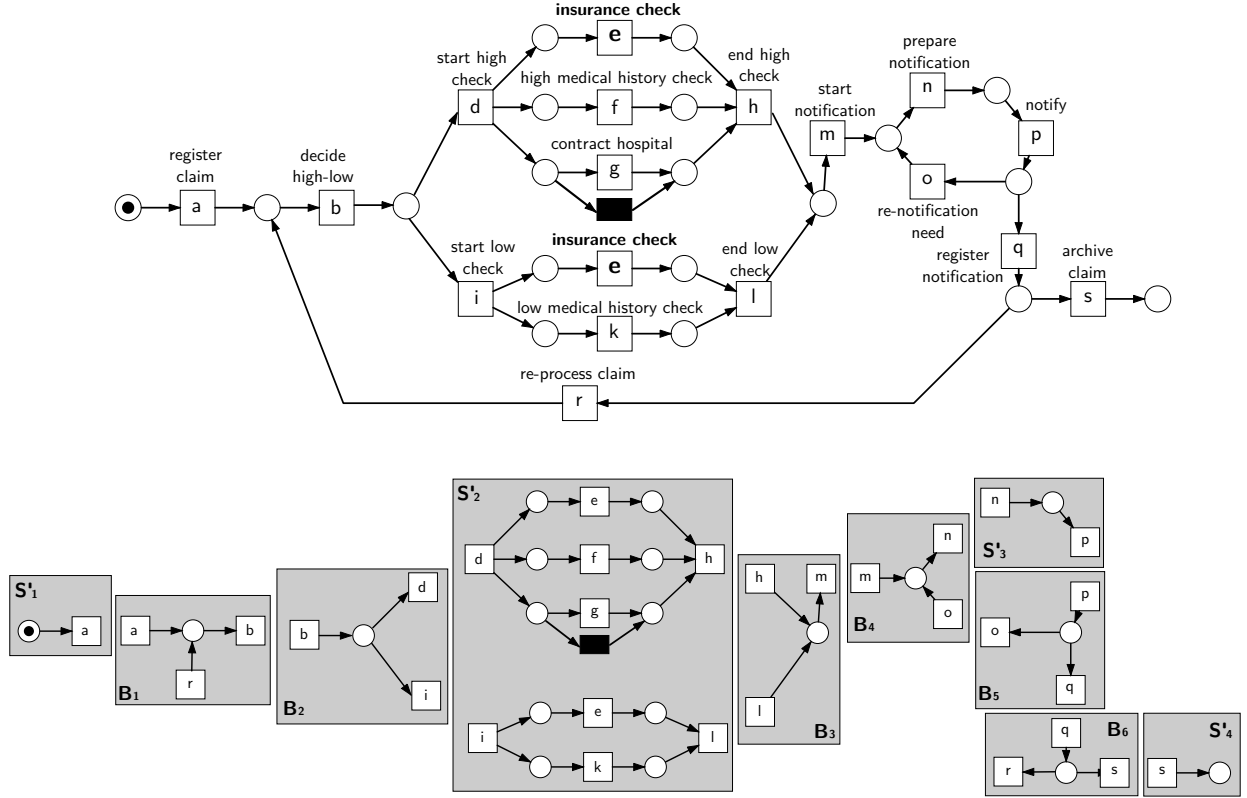 insurance check
e
start high
check
d
high medical history check
f
end high
check
h
contract hospital
g
register
claim
a
decide
high-low
b
start low
check
i
insurance check
e
low medical history check
k
end low
check
l
start
notification
m
prepare
notification
n
notify
p
o
re-notification
need
register
notification
q
archive
claim
s
re-process claim
r
S'1
a
a
b
r
B1
b
d
i
B2
S'2
e
d
f
h
g
i
e
k
l
h
m
l
B3
m
n
o
B4
n
p
S'3
p
o
q
B5
q
B6
r
s
S'4
s